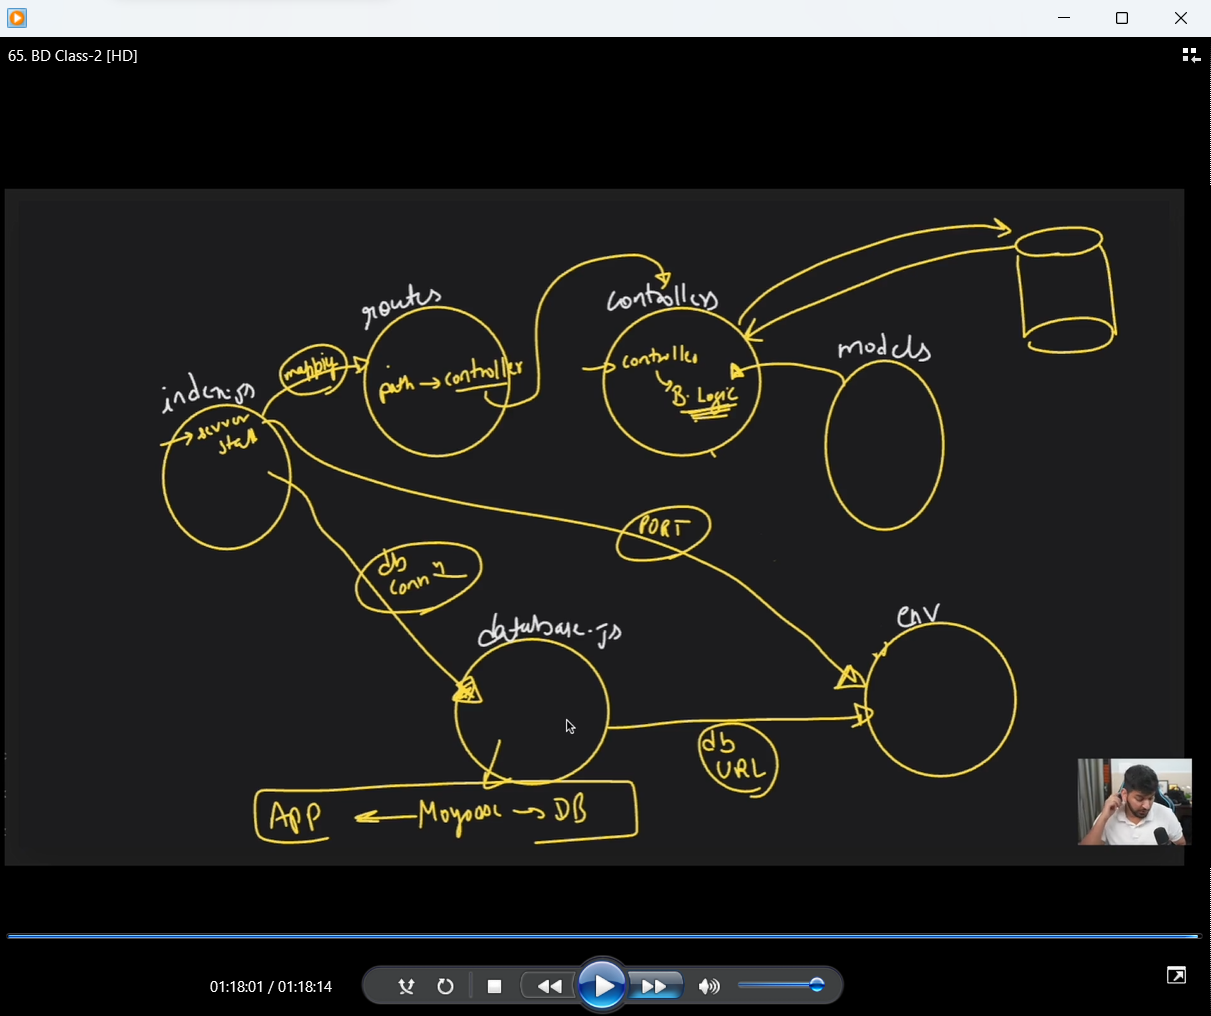 65. BD Class-2 [HD]
routes
controllers
models
index.js
mapping
path → controller
→ controller
B. Logic
→ server
start
PORT
db
conn
database.js
env
db
URL
App ← Mongoose → DB
01:18:01 / 01:18:14